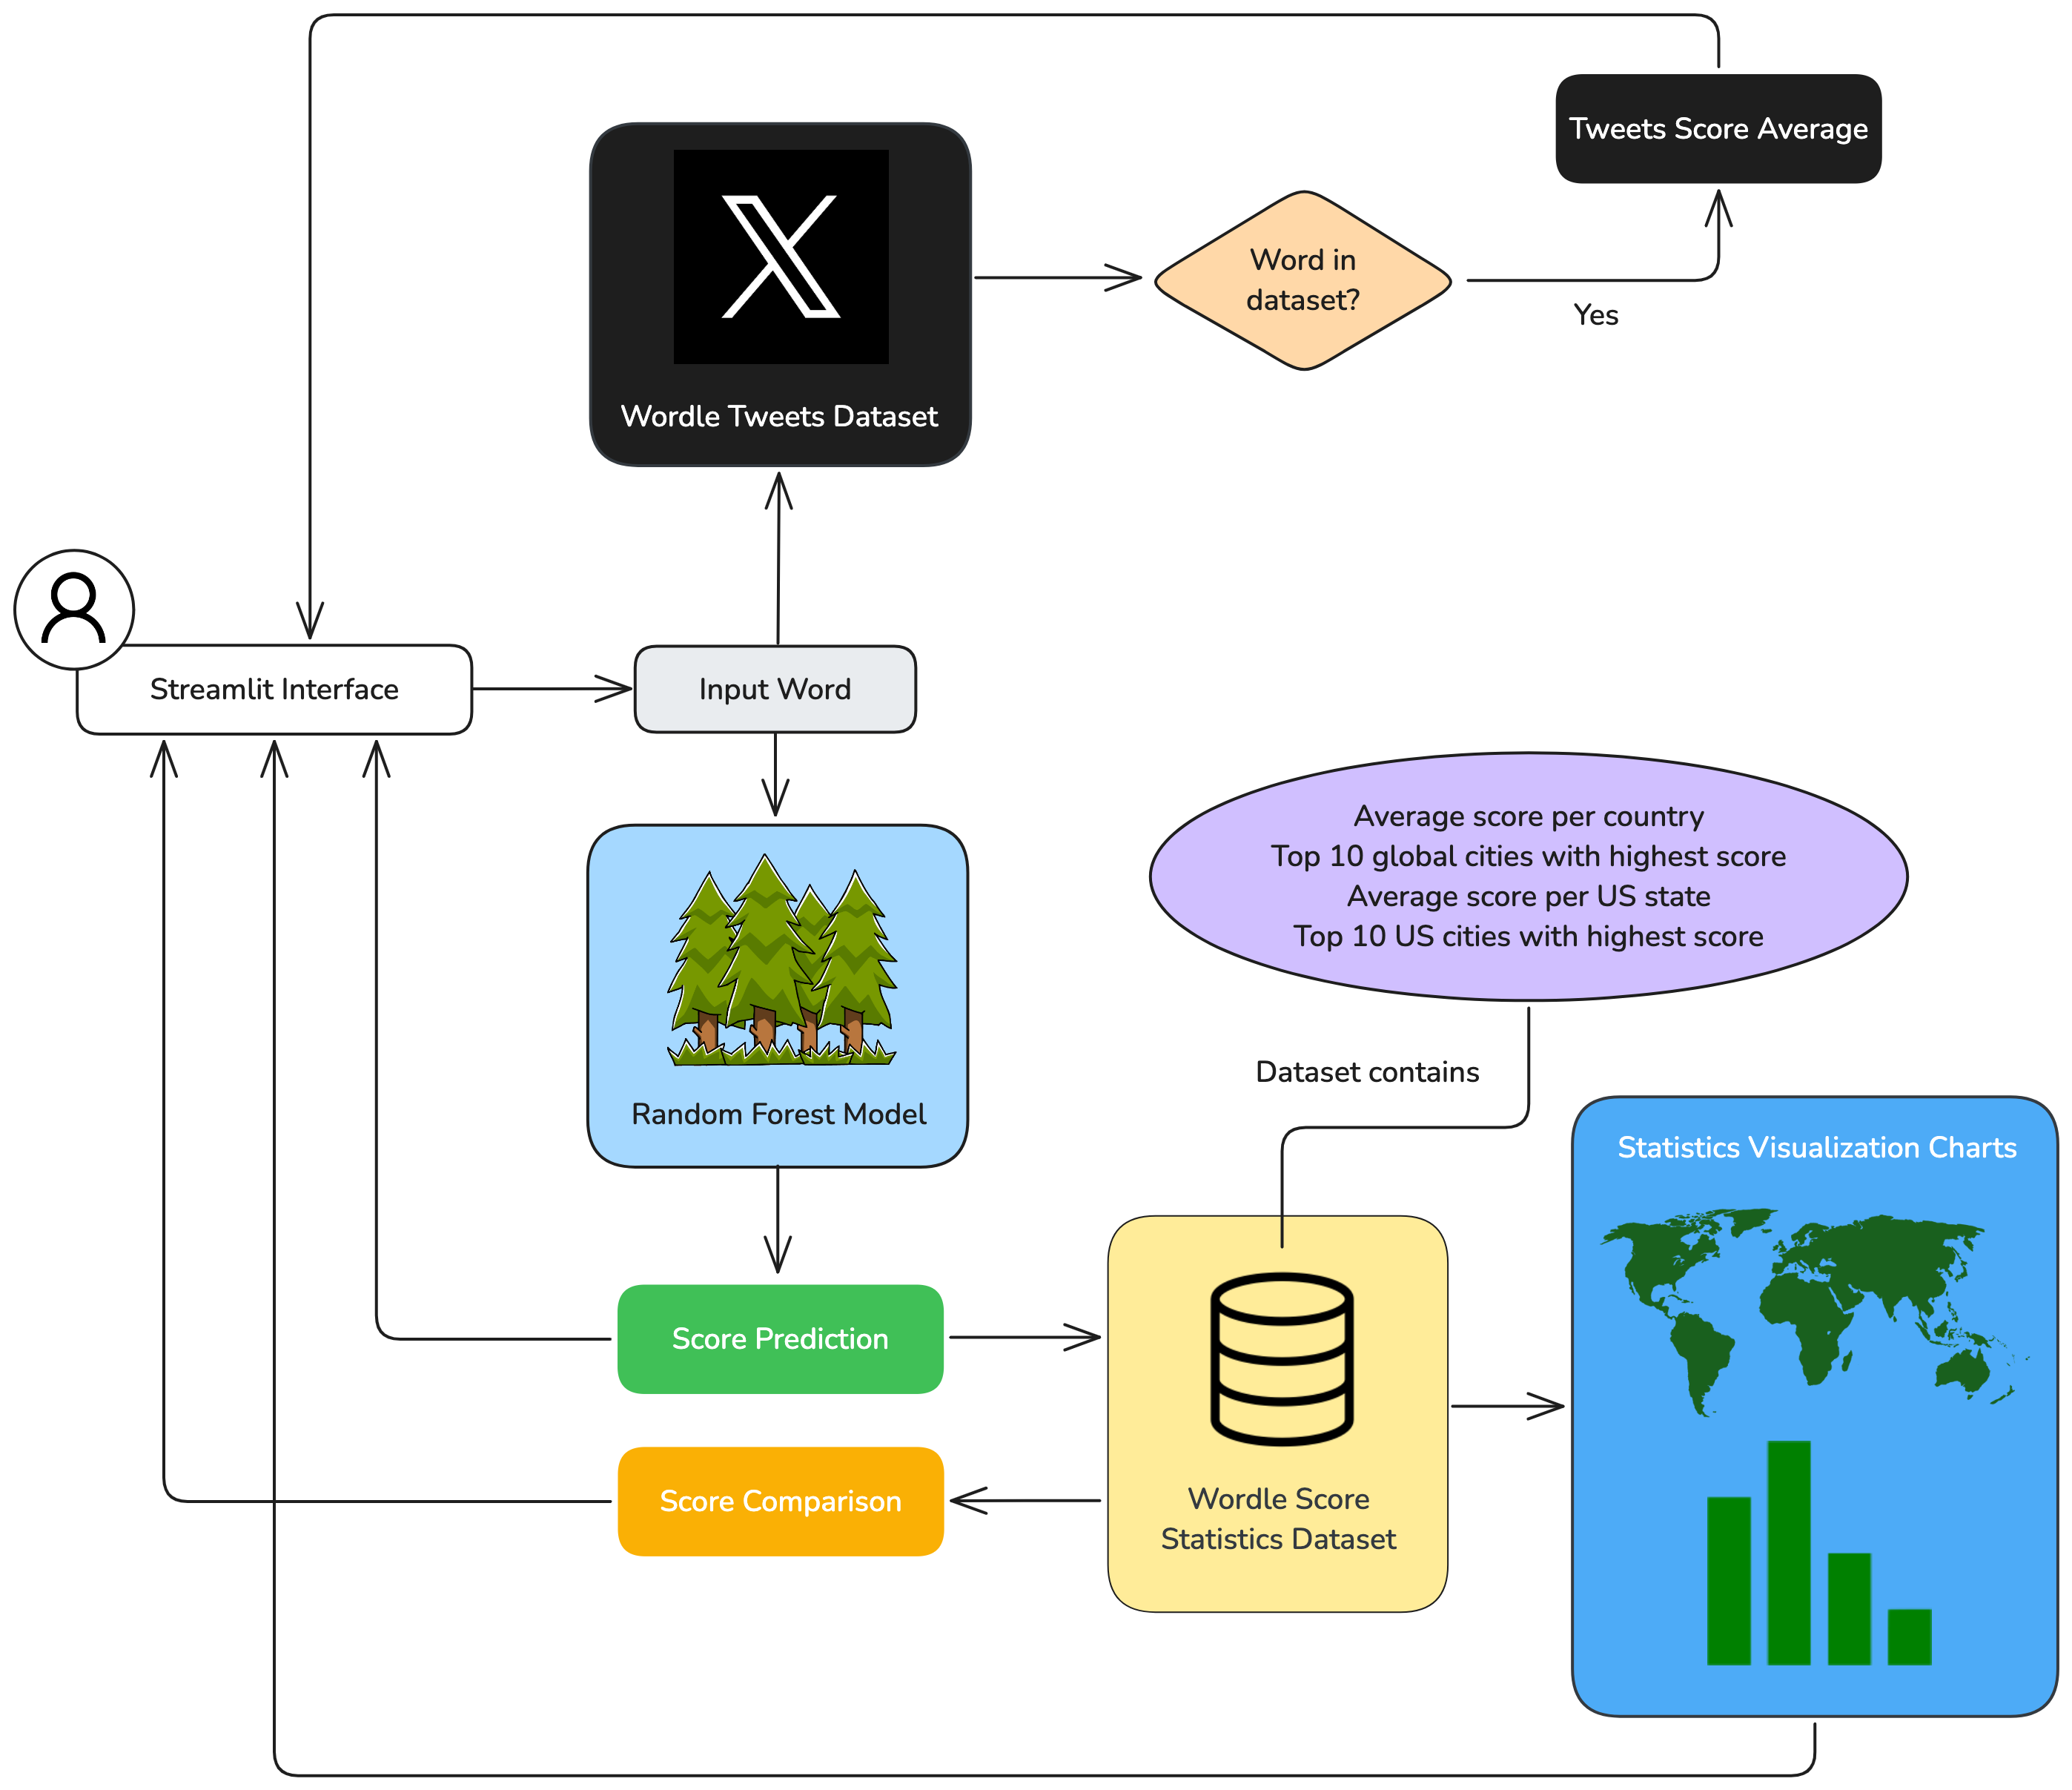 Tweets Score Average
Word in
dataset?
Yes
Wordle Tweets Dataset
Streamlit Interface
Input Word
Average score per country
Top 10 global cities with highest score
Average score per US state
Top 10 US cities with highest score
Dataset contains
Random Forest Model
Statistics Visualization Charts
Score Prediction
Score Comparison
Wordle Score
Statistics Dataset